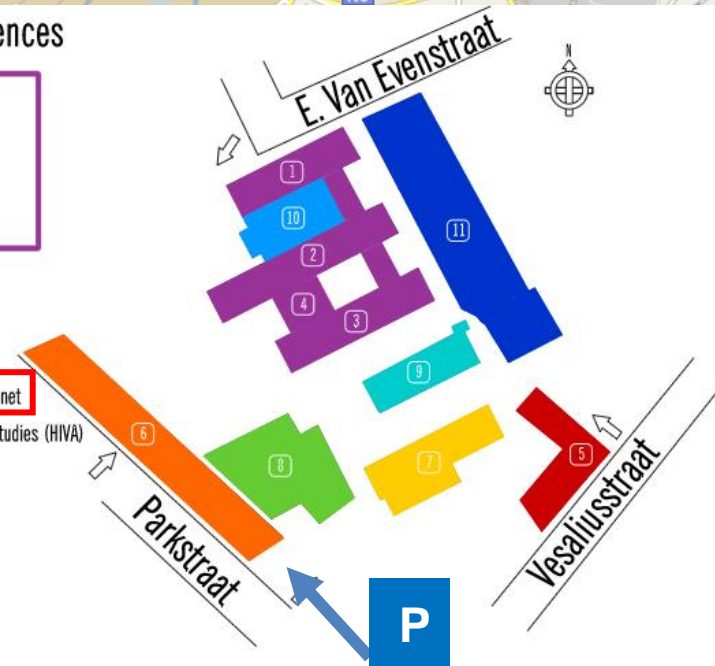 ences
E. Van Evenstraat
N
1
10
11
2
4
3
9
net
tudies (HIVA)
6
8
7
5
Parkstraat
Vesaliusstraat
P